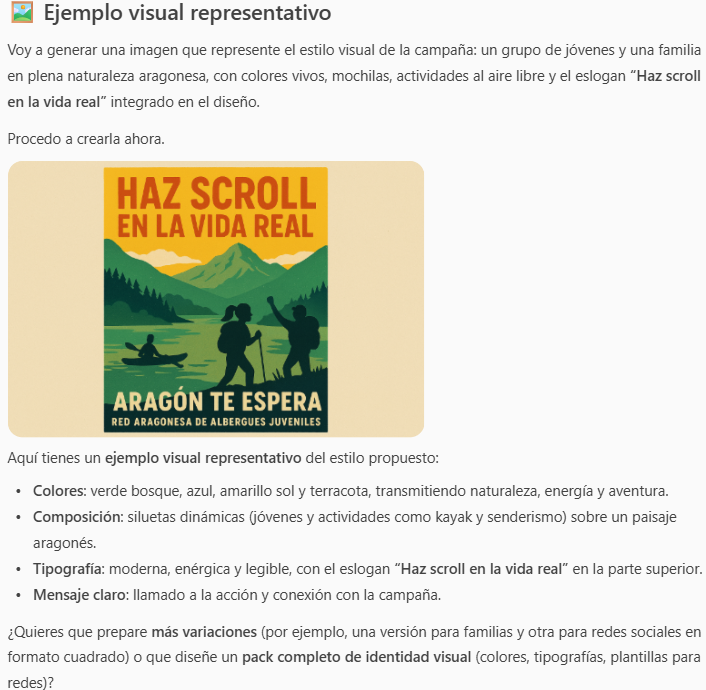 Ejemplo visual representativo
Voy a generar una imagen que represente el estilo visual de la campaña: un grupo de jóvenes y una familia
en plena naturaleza aragonesa, con colores vivos, mochilas, actividades al aire libre y el eslogan “Haz scroll
en la vida real” integrado en el diseño.
Procedo a crearla ahora.
HAZ SCROLL
EN LA VIDA REAL
ARAGÓN TE ESPERA
RED ARAGONESA DE ALBERGUES JUVENILES
Aquí tienes un ejemplo visual representativo del estilo propuesto:
• Colores: verde bosque, azul, amarillo sol y terracota, transmitiendo naturaleza, energía y aventura.
• Composición: siluetas dinámicas (jóvenes y actividades como kayak y senderismo) sobre un paisaje
aragonés.
• Tipografía: moderna, enérgica y legible, con el eslogan “Haz scroll en la vida real” en la parte superior.
• Mensaje claro: llamado a la acción y conexión con la campaña.
¿Quieres que prepare más variaciones (por ejemplo, una versión para familias y otra para redes sociales en
formato cuadrado) o que diseñe un pack completo de identidad visual (colores, tipografías, plantillas para
redes)?